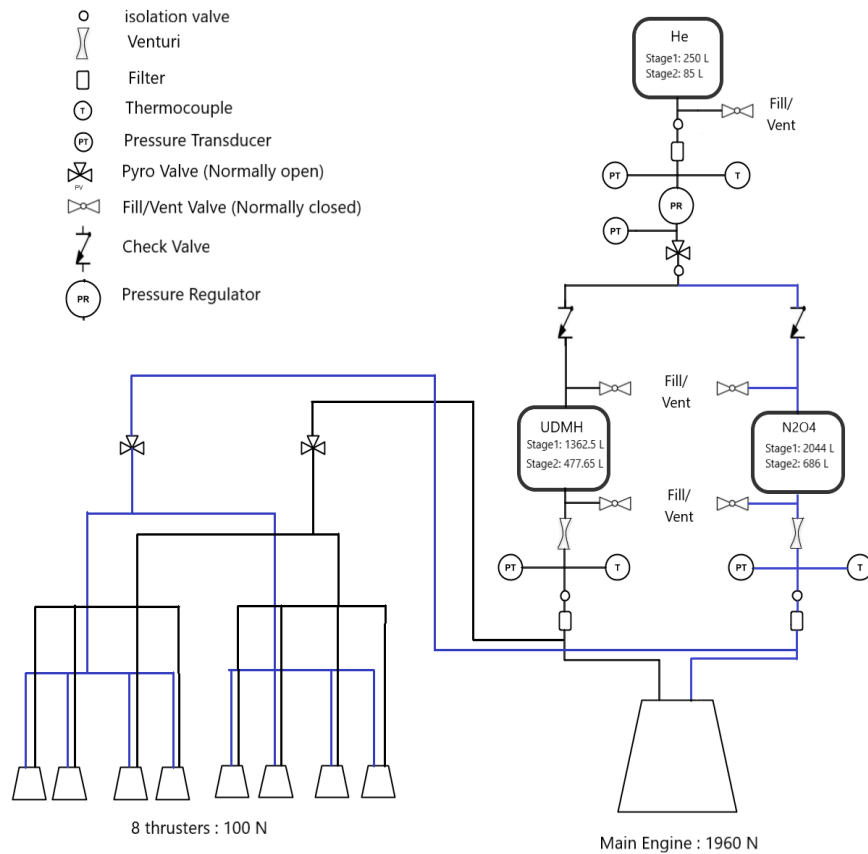 isolation valve
Venturi
Filter
T
Thermocouple
PT
Pressure Transducer
PV
Pyro Valve (Normally open)
Fill/Vent Valve (Normally closed)
Check Valve
PR
Pressure Regulator
He
Stage1: 250 L
Stage2: 85 L
Fill/
Vent
PT
T
PR
PT
Fill/
Vent
UDMH
Stage1: 1362.5 L
Stage2: 477.65 L
N2O4
Stage1: 2044 L
Stage2: 686 L
Fill/
Vent
PT
T
PT
T
8 thrusters : 100 N
Main Engine : 1960 N